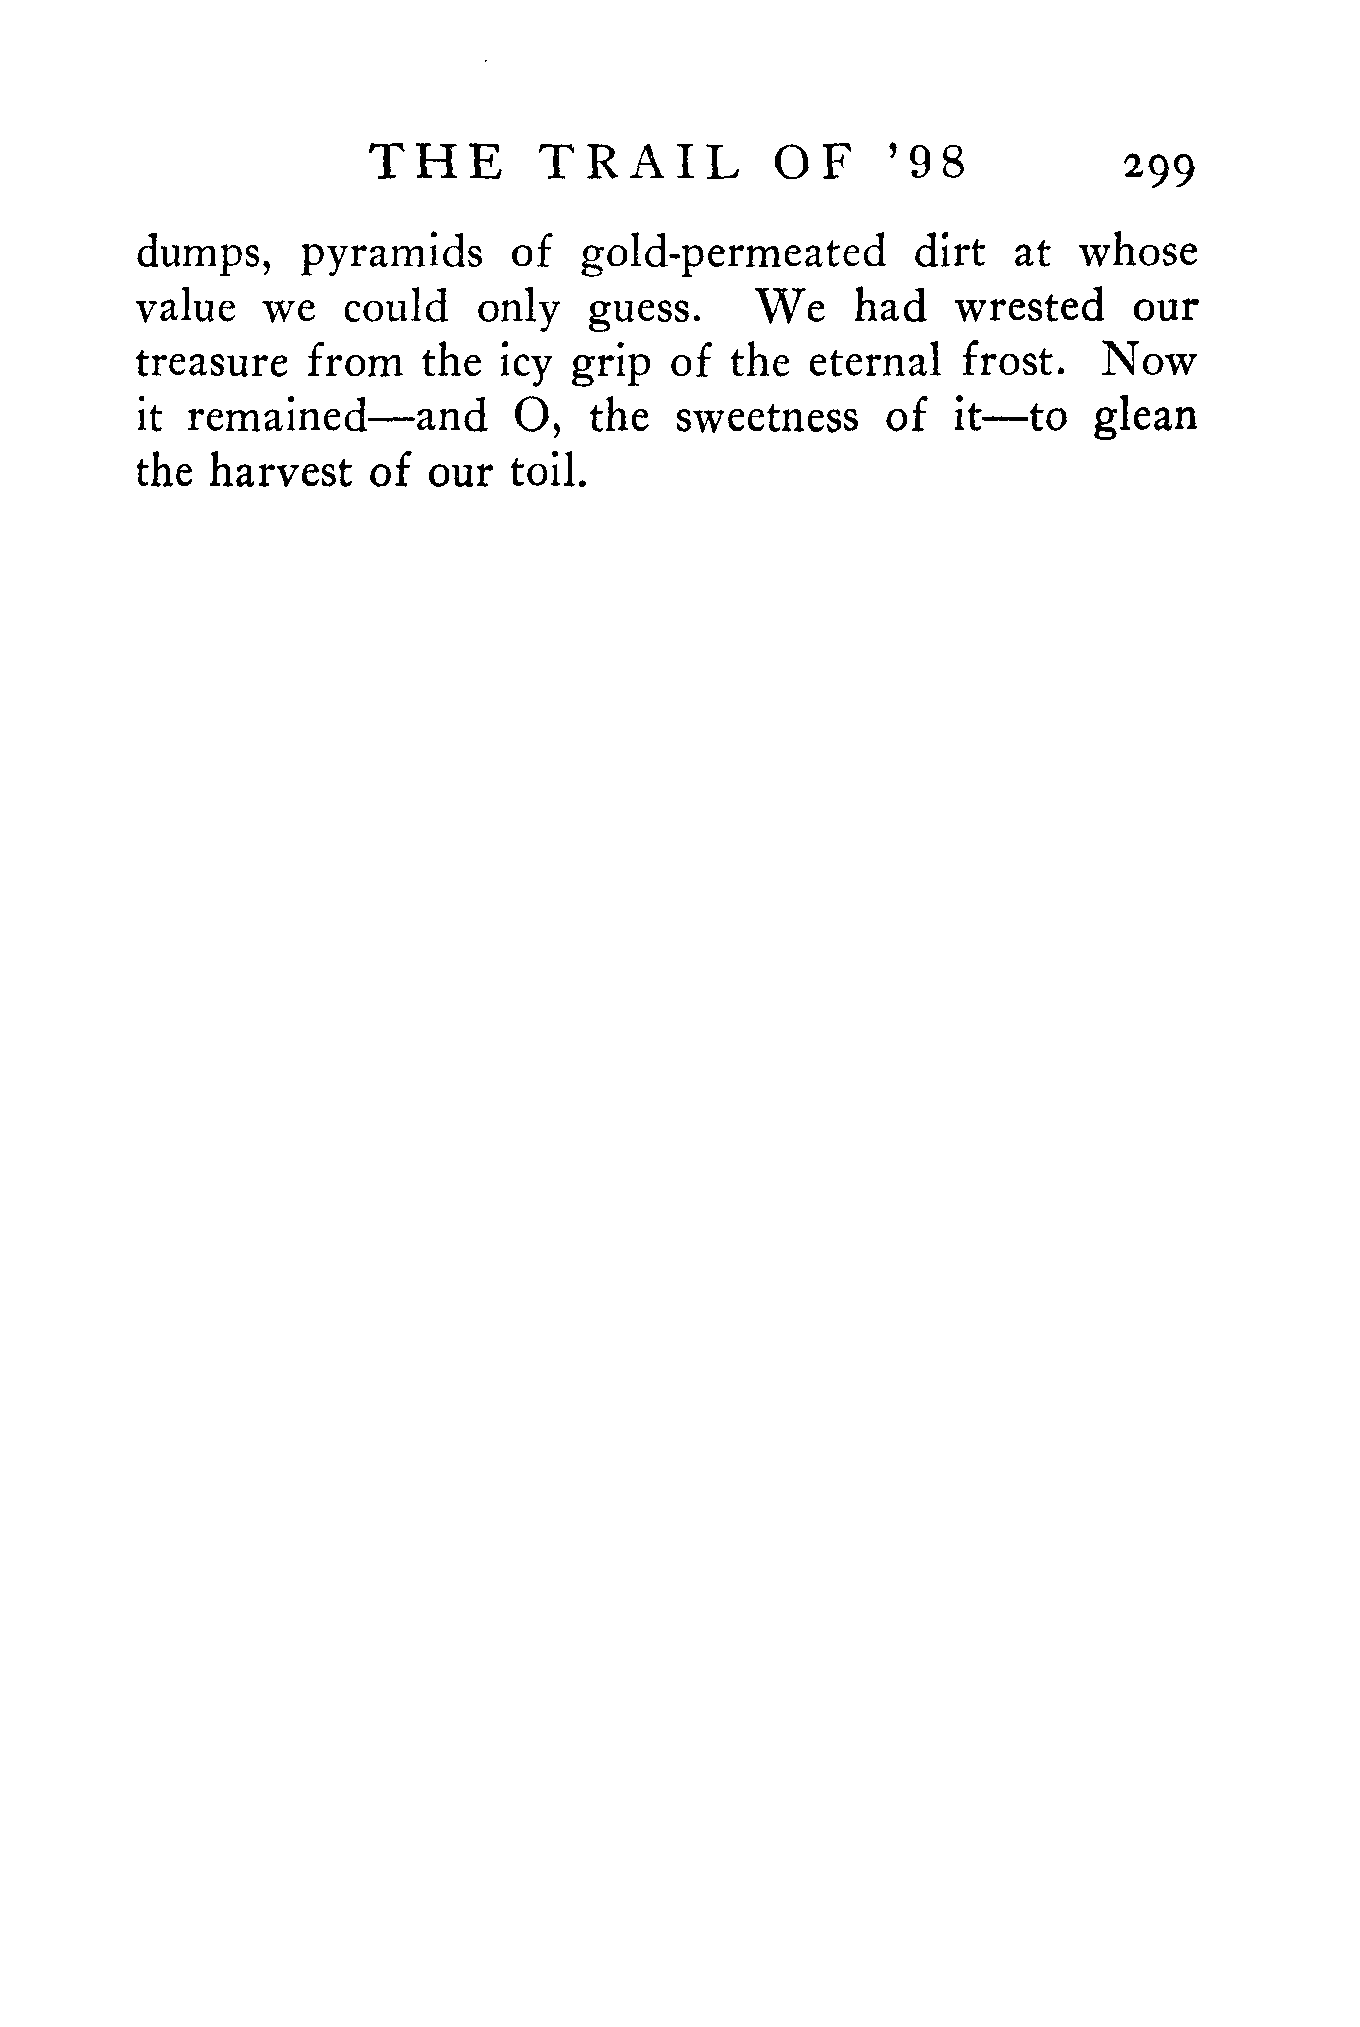 THE TRAIL OF ’98 299
dumps, pyramids of gold-permeated dirt at whose
value we could only guess. We had wrested our
treasure from the icy grip of the eternal frost. Now
it remained—and O, the sweetness of it—to glean
the harvest of our toil.